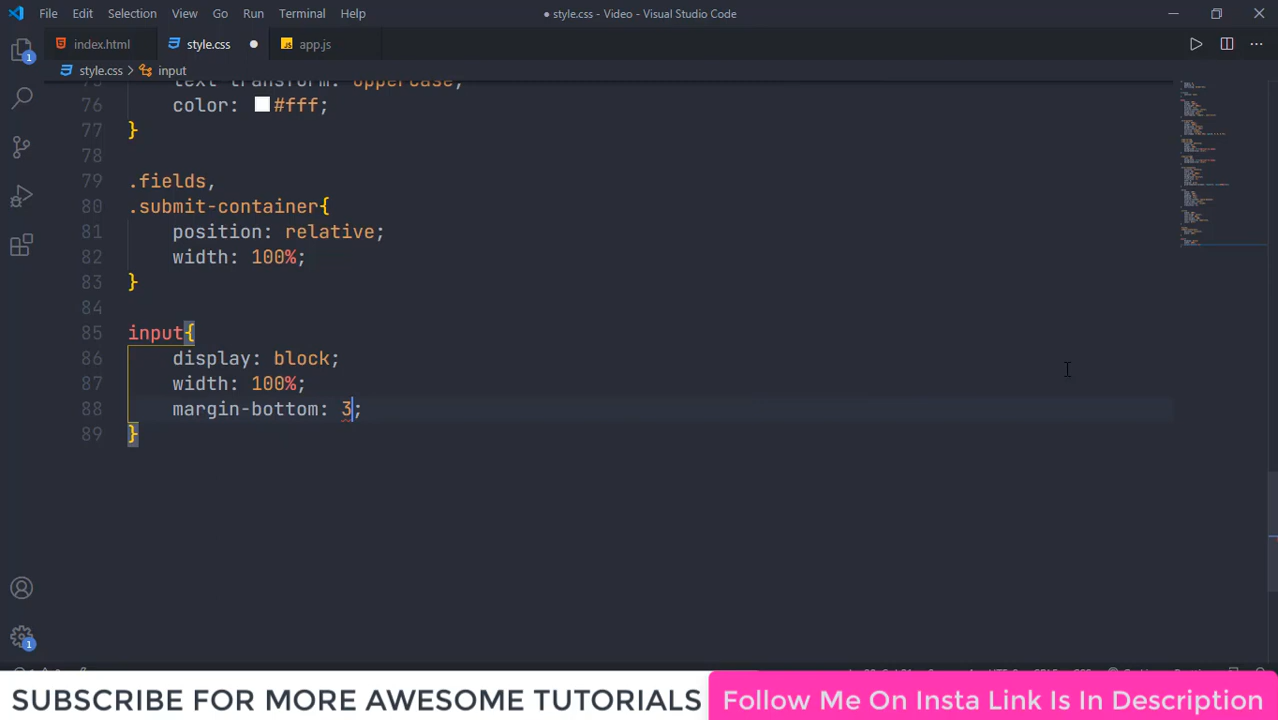 File Edit Selection View Go Run Terminal Help
● style.css - Video - Visual Studio Code
index.html style.css ● app.js
style.css > input
76 color: #fff;
77 }
78
79 .fields,
80 .submit-container{
81 position: relative;
82 width: 100%;
83 }
84
85 input{
86 display: block;
87 width: 100%;
88 margin-bottom: 3;
89 }
1
1
SUBSCRIBE FOR MORE AWESOME TUTORIALS
Follow Me On Insta Link Is In Description